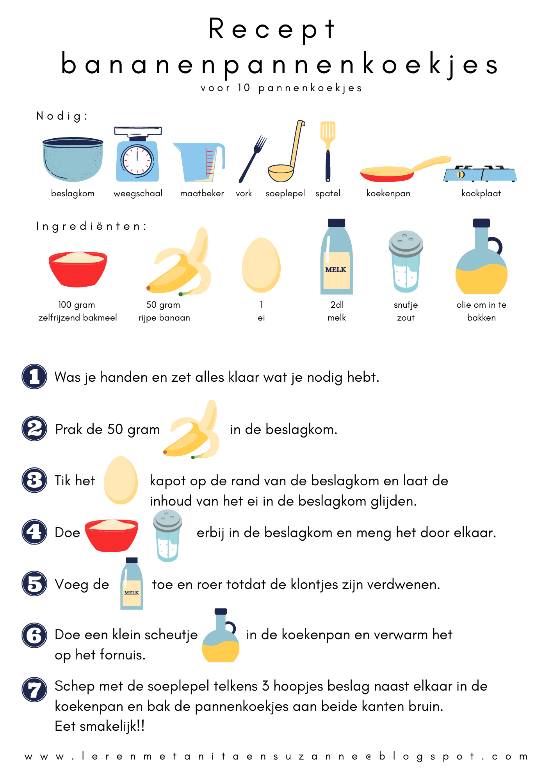 Recept
bananenpannenkoekjes
voor 10 pannenkoekjes
Nodig:
beslagkom weegschaal maatbeker vork soeplepel spatel koekenpan kookplaat
Ingrediënten:
MELK
100 gram 50 gram 1 2dl snufje olie om in te
zelfrijzend bakmeel rijpe banaan ei melk zout bakken
1 Was je handen en zet alles klaar wat je nodig hebt.
2 Prak de 50 gram in de beslagkom.
3 Tik het kapot op de rand van de beslagkom en laat de
inhoud van het ei in de beslagkom glijden.
4 Doe erbij in de beslagkom en meng het door elkaar.
5 Voeg de MELK toe en roer totdat de klontjes zijn verdwenen.
6 Doe een klein scheutje in de koekenpan en verwarm het
op het fornuis.
7 Schep met de soeplepel telkens 3 hoopjes beslag naast elkaar in de
koekenpan en bak de pannenkoekjes aan beide kanten bruin.
Eet smakelijk!!
www.lerenmetanitaensuzanne@blogspot.com